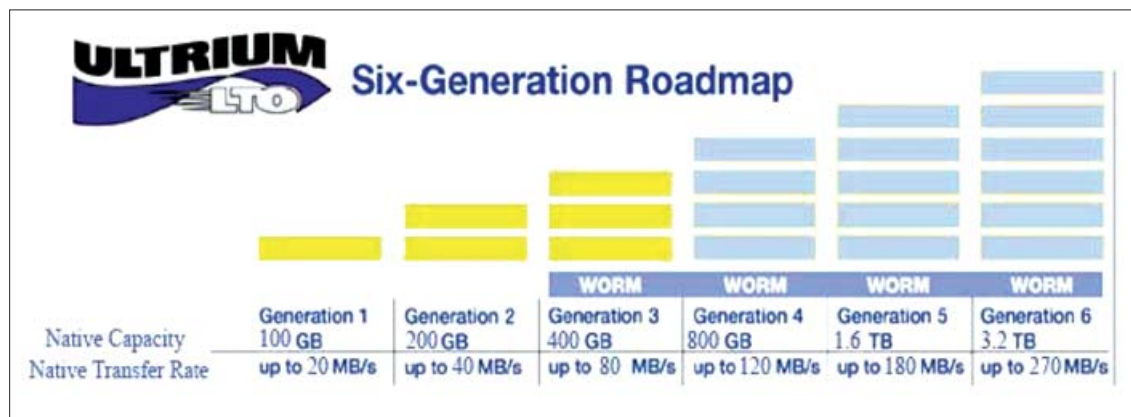 ULTRIUM
LTO
Six-Generation Roadmap
WORM WORM WORM WORM
Generation 1 Generation 2 Generation 3 Generation 4 Generation 5 Generation 6
Native Capacity 100 GB 200 GB 400 GB 800 GB 1.6 TB 3.2 TB
Native Transfer Rate up to 20 MB/s up to 40 MB/s up to 80 MB/s up to 120 MB/s up to 180 MB/s up to 270 MB/s